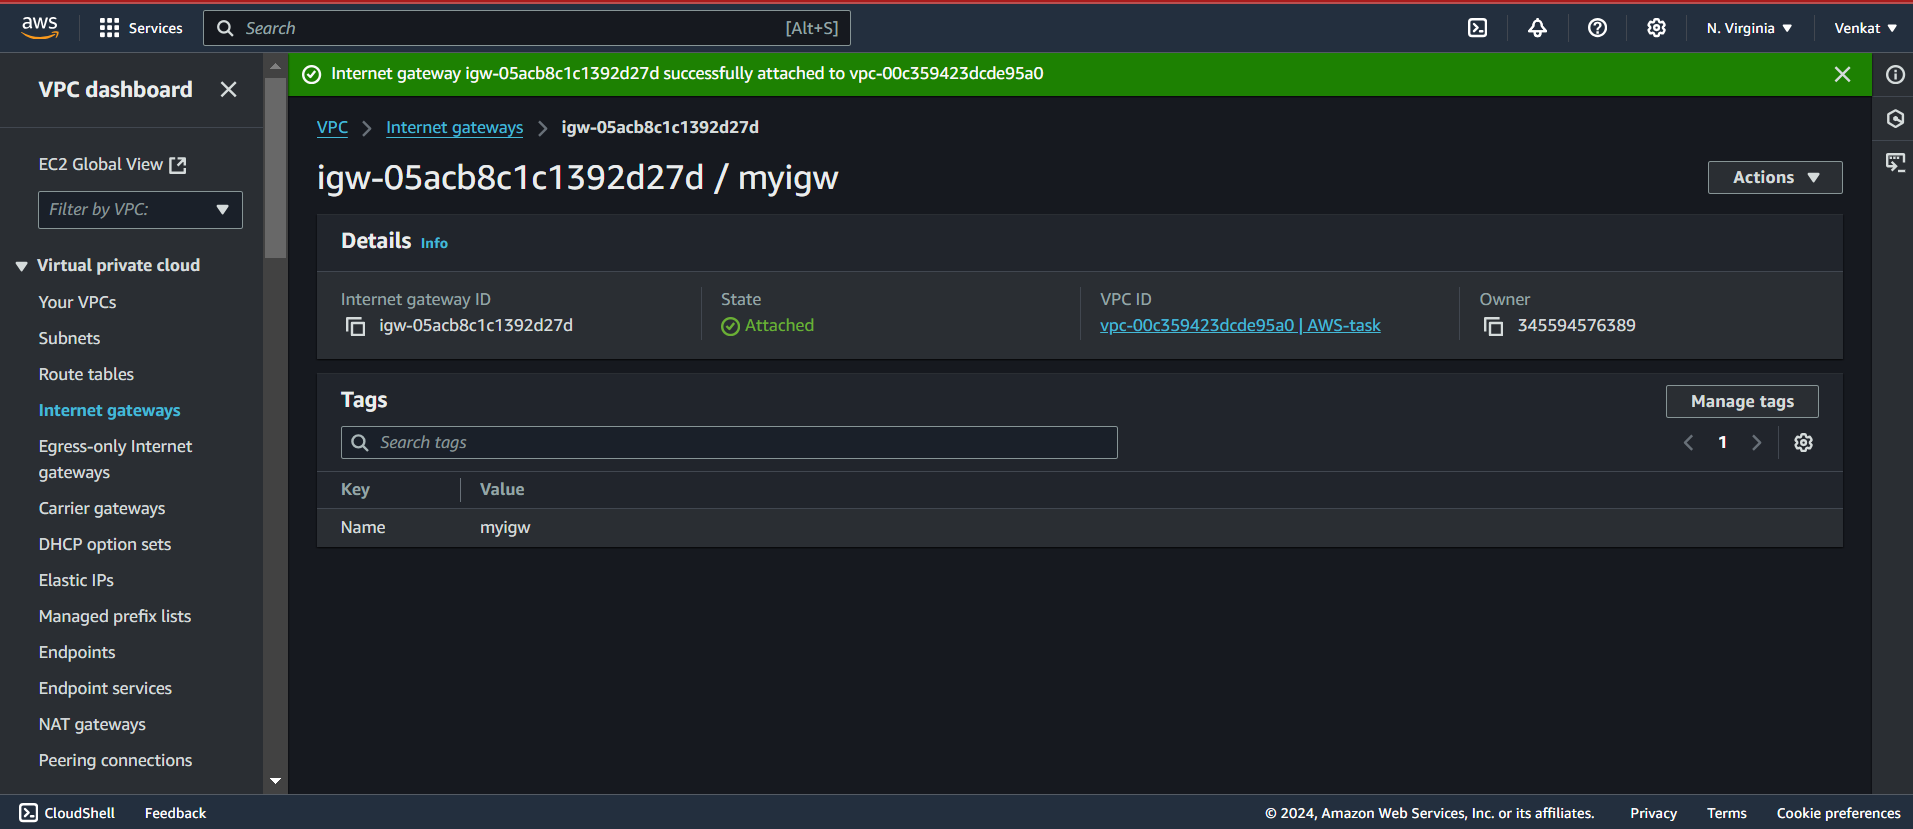 aws
Services
Search [Alt+S]
N. Virginia
Venkat
VPC dashboard
EC2 Global View
Filter by VPC:
Virtual private cloud
Your VPCs
Subnets
Route tables
Internet gateways
Egress-only Internet
gateways
Carrier gateways
DHCP option sets
Elastic IPs
Managed prefix lists
Endpoints
Endpoint services
NAT gateways
Peering connections
Internet gateway igw-05acb8c1c1392d27d successfully attached to vpc-00c359423dcde95a0
VPC Internet gateways igw-05acb8c1c1392d27d
igw-05acb8c1c1392d27d / myigw
Actions
Details Info
Internet gateway ID
igw-05acb8c1c1392d27d
State
Attached
VPC ID
vpc-00c359423dcde95a0 | AWS-task
Owner
345594576389
Tags
Manage tags
Search tags
1
Key Value
Name myigw
CloudShell Feedback
© 2024, Amazon Web Services, Inc. or its affiliates. Privacy Terms Cookie preferences